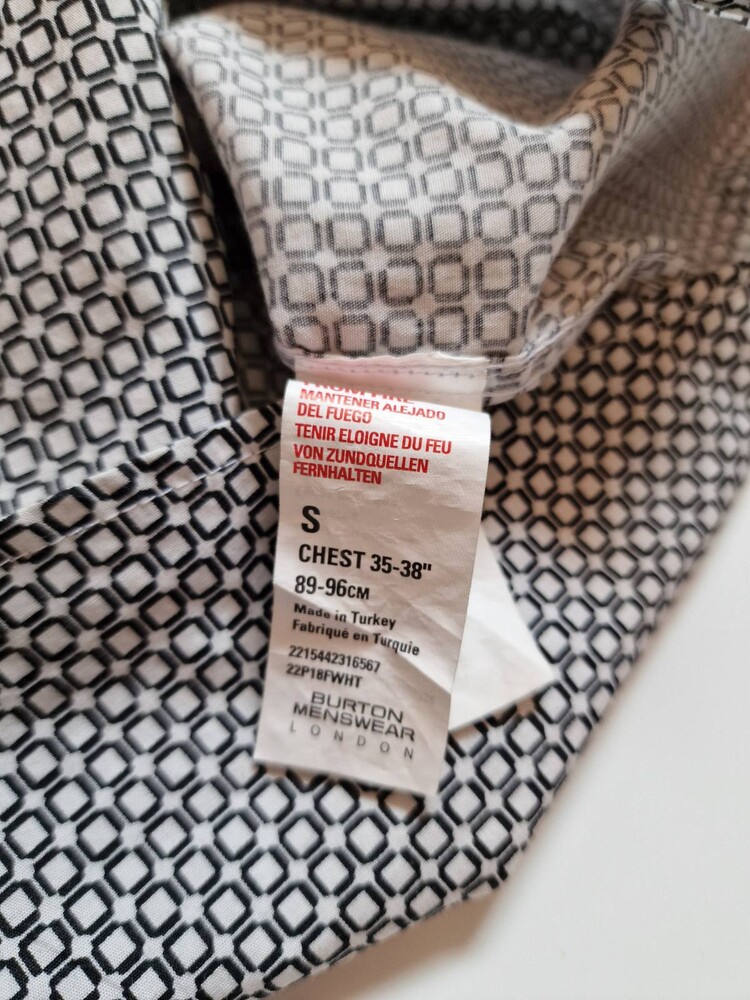 MANTENER ALEJADO
DEL FUEGO
TENIR ELOIGNE DU FEU
VON ZUNDQUELLEN
FERNHALTEN
S
CHEST 35-38"
89-96CM
Made in Turkey
Fabriqué en Turquie
2215442316567
22P18FWHT
BURTON
MENSWEAR
LONDON